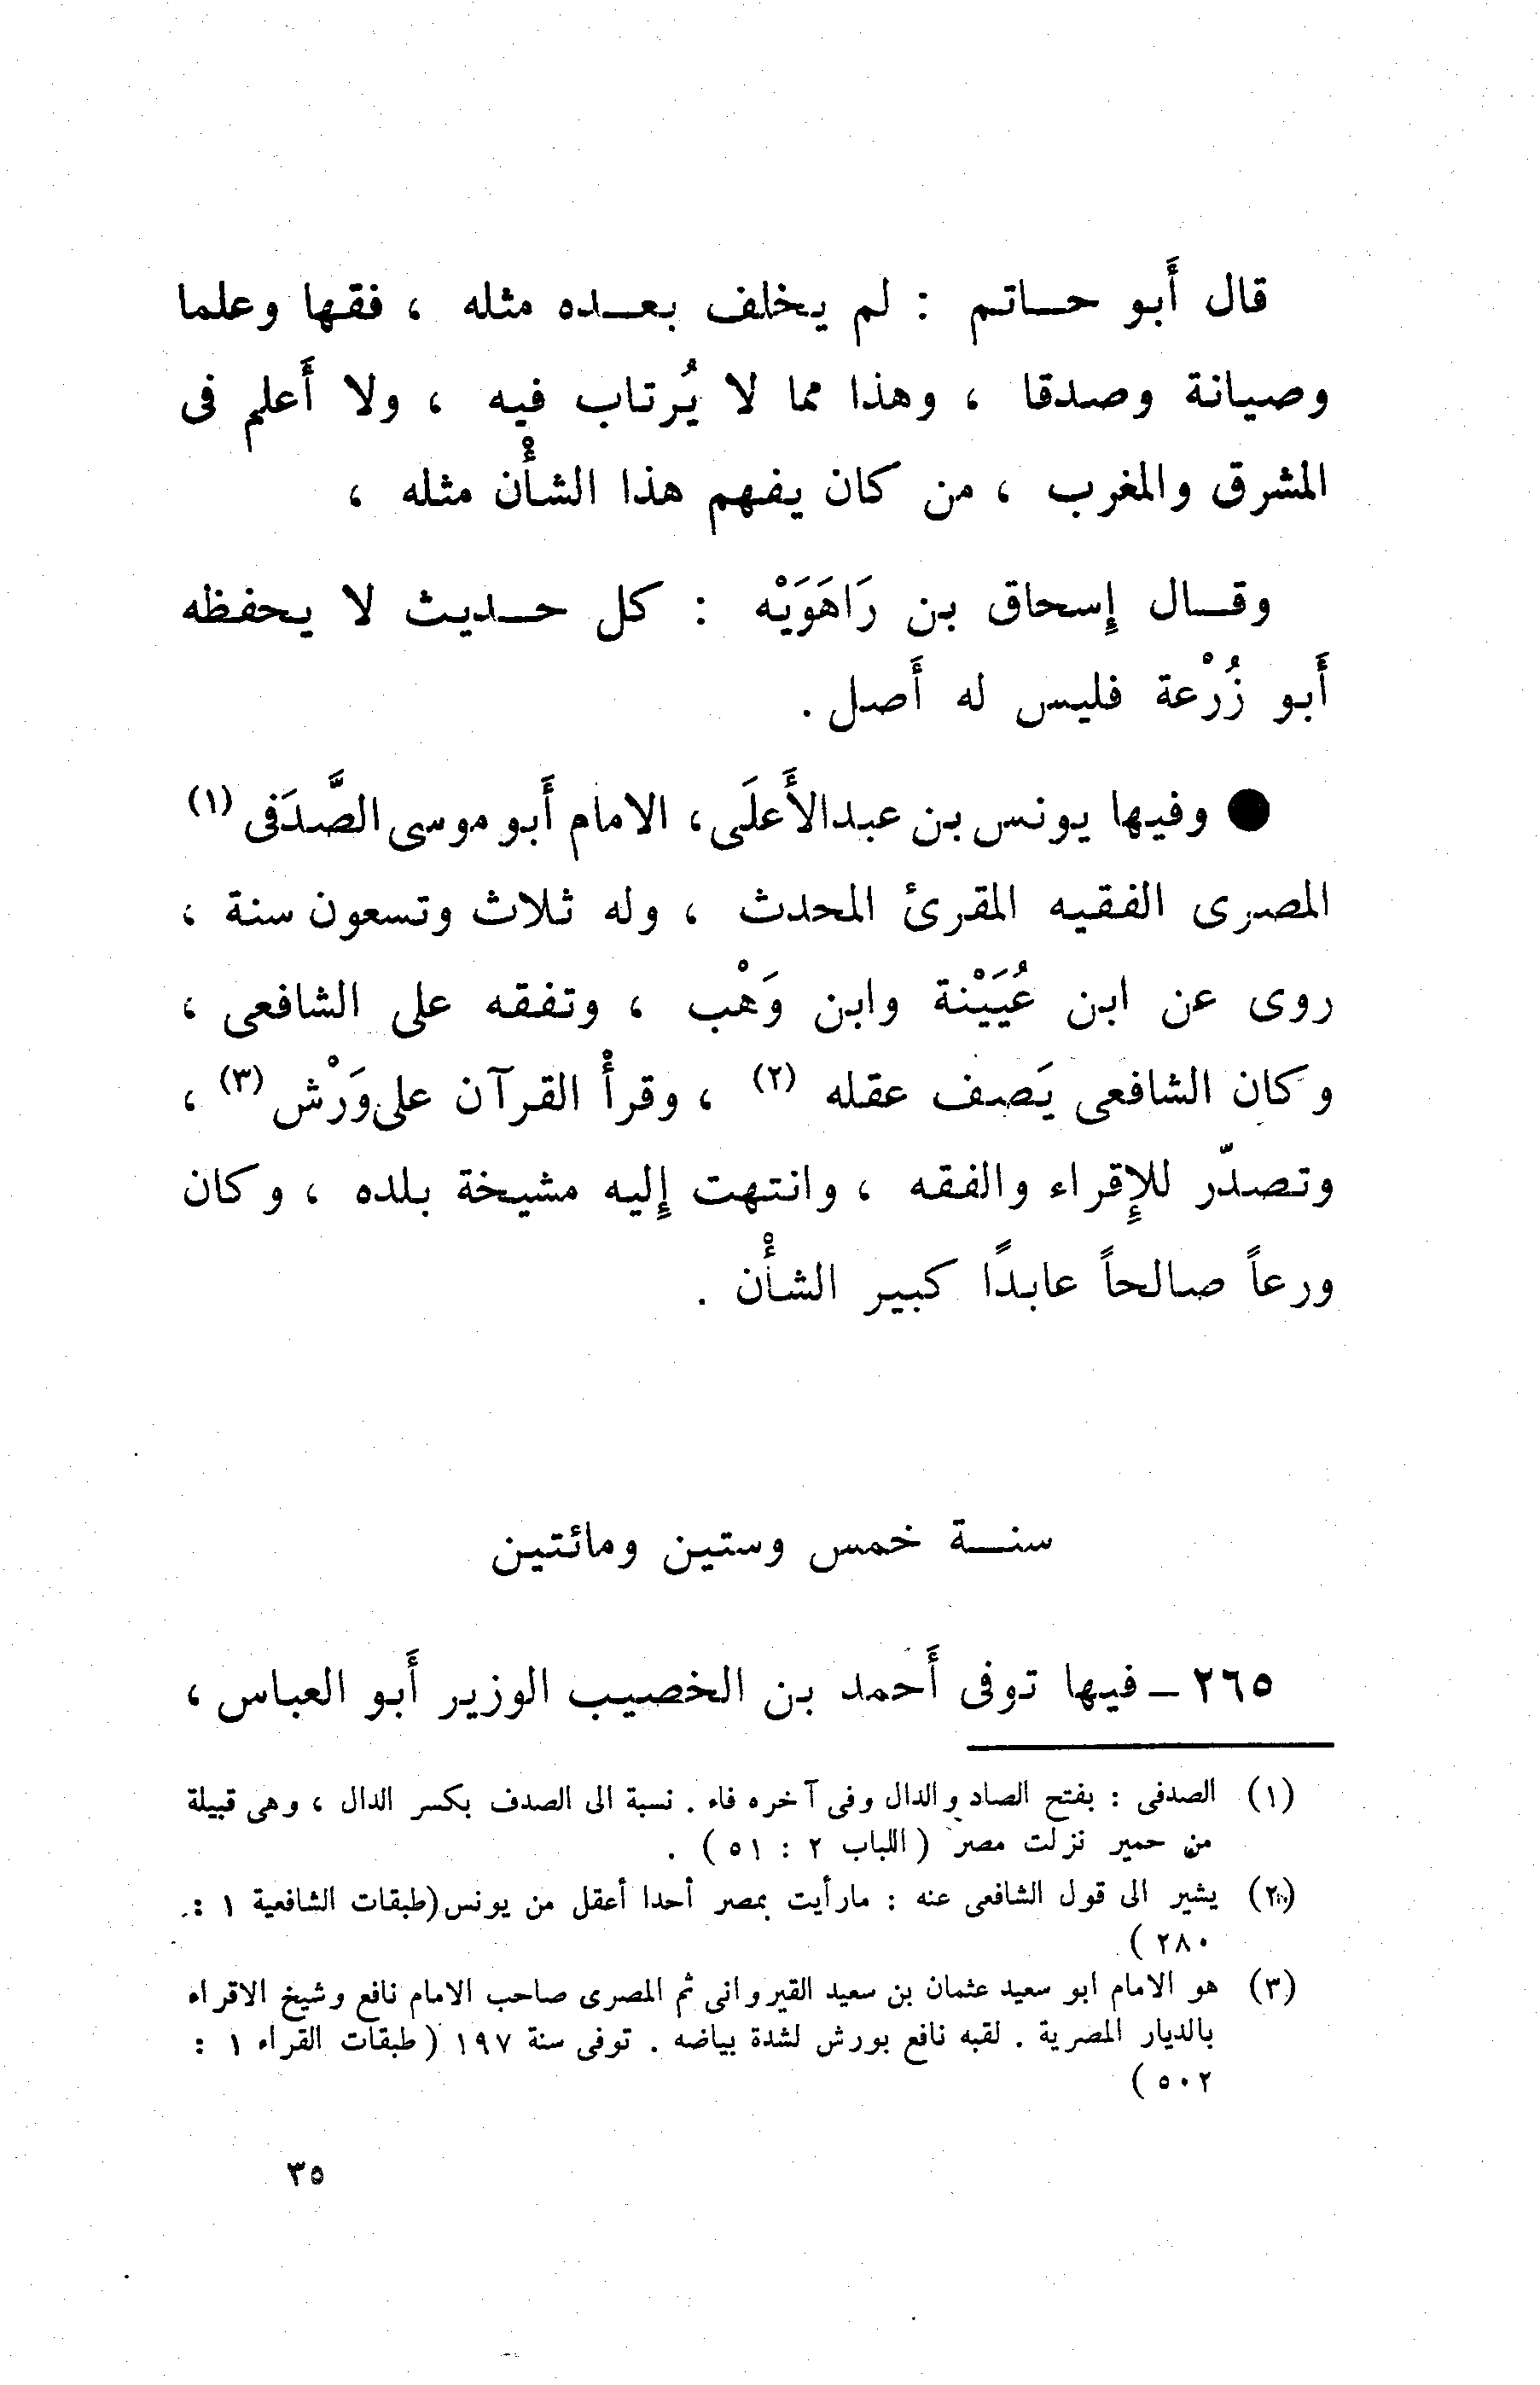 قال أَبو حاتم : لم يخلف بعده مثله ، فقها وعلما
وصيانة وصدقا ، وهذا مما لا يُرتاب فيه ، ولا أَعلم فى
المشرق والمغرب ، من كان يفهم هذا الشأْن مثله ،
وقال إِسحاق بن رَاهَوَيْه : كل حديث لا يحفظه
أَبو زُرْعة فليس له أَصل .
● وفيها يونس بن عبدالأَعلَى ، الامام أَبو موسى الصَّدَفى (١)
المصرى الفقيه المقرئ المحدث ، وله ثلاث وتسعون سنة ،
روى عن ابن عُيَيْنة وابن وَهْب ، وتفقه على الشافعى ،
وكان الشافعى يَصف عقله (٢) ، وقرأْ القرآن على وَرْش (٣) ،
وتصدّر للإِقراء والفقه ، وانتهت إِليه مشيخة بلده ، وكان
ورعاً صالحاً عابدًا كبير الشأْن .
سنة خمس وستين ومائتين
٢٦٥ – فيها توفى أَحمد بن الخصيب الوزير أَبو العباس ،
(١) الصدفى : بفتح الصاد والدال وفى آخره فاء . نسبة الى الصدف بكسر الدال ، وهى قبيلة
من حمير نزلت مصر ( اللباب ٢ : ٥١ ) .
(٢) يشير الى قول الشافعى عنه : مارأيت بمصر أحدا أعقل من يونس (طبقات الشافعية ١ :
٢٨٠ )
(٣) هو الامام ابو سعيد عثمان بن سعيد القيروانى ثم المصرى صاحب الامام نافع وشيخ الاقراء
بالديار المصرية . لقبه نافع بورش لشدة بياضه . توفى سنة ١٩٧ ( طبقات القراء ١ :
٥٠٢ )
٣٥